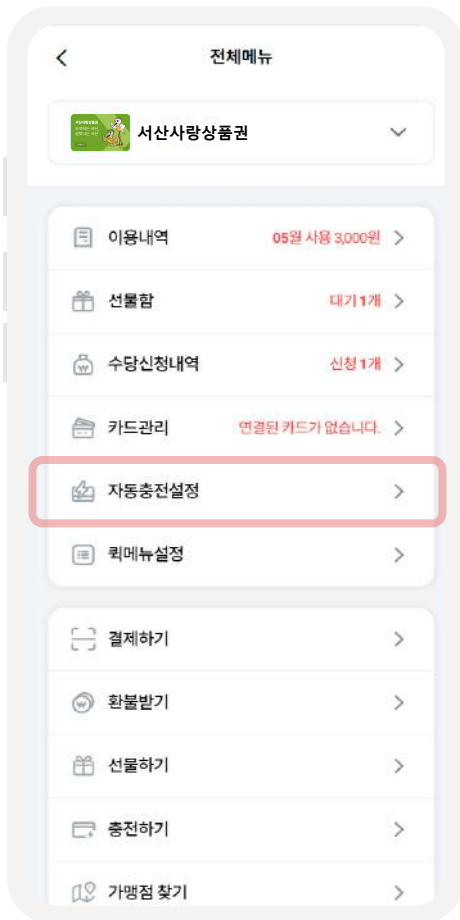 전체메뉴
서산사랑상품권
이용내역 05월 사용 3,000원
선물함 대기 1개
수당신청내역 신청 1개
카드관리 연결된 카드가 없습니다.
자동충전설정
퀵메뉴설정
결제하기
환불받기
선물하기
충전하기
가맹점 찾기